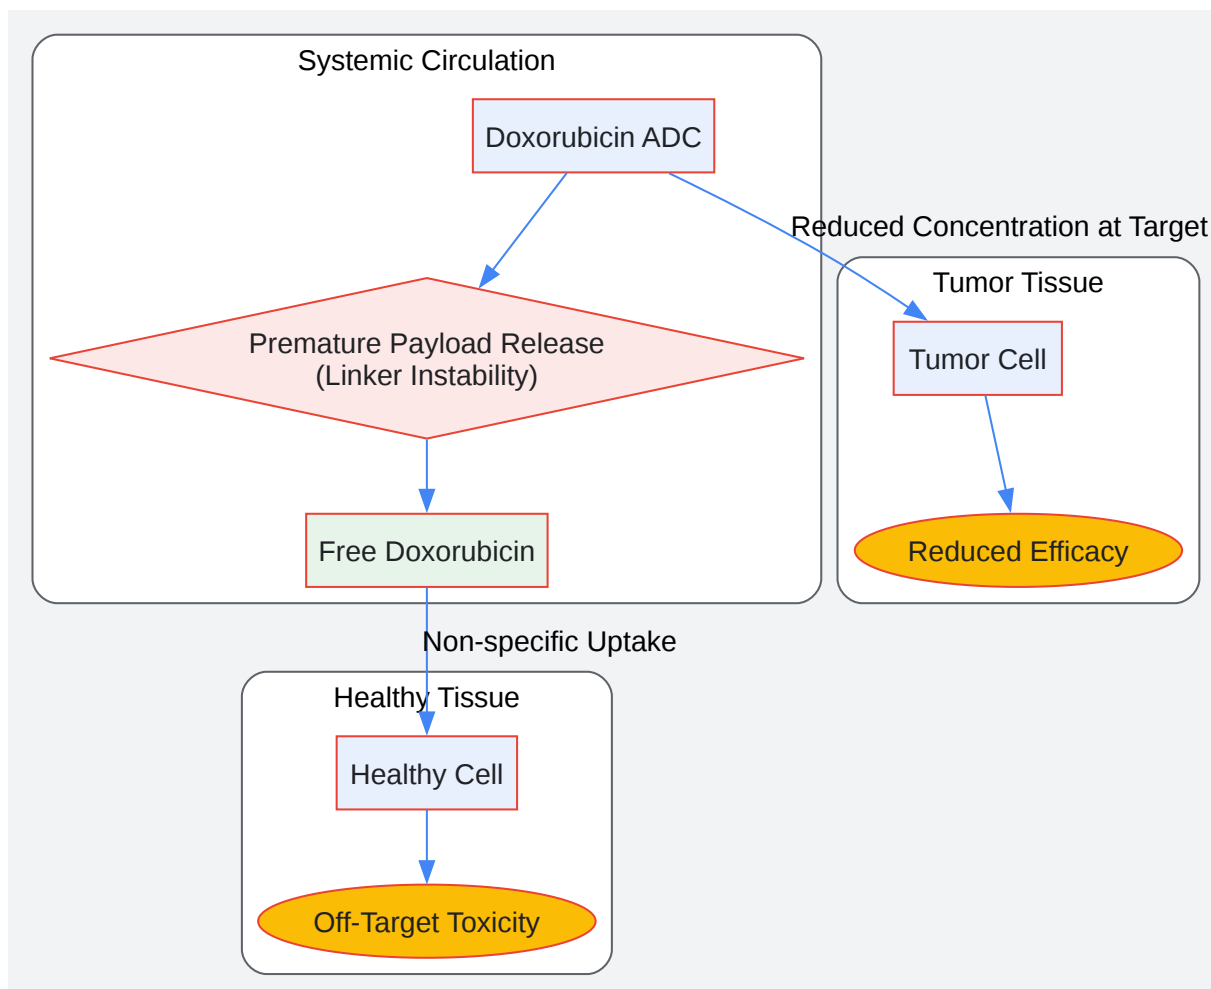 Systemic Circulation
Doxorubicin ADC
Reduced Concentration at Target
Tumor Tissue
Premature Payload Release
(Linker Instability)
Tumor Cell
Free Doxorubicin
Reduced Efficacy
Non-specific Uptake
Healthy Tissue
Healthy Cell
Off-Target Toxicity